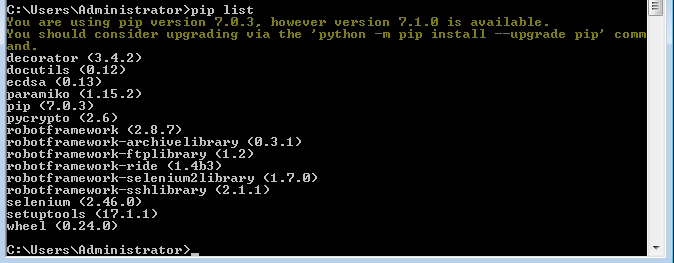 C:\Users\Administrator>pip list
You are using pip version 7.0.3, however version 7.1.0 is available.
You should consider upgrading via the 'python -m pip install --upgrade pip' comm
and.
decorator (3.4.2)
docutils (0.12)
ecdsa (0.13)
paramiko (1.15.2)
pip (7.0.3)
pycrypto (2.6)
robotframework (2.8.7)
robotframework-archivelibrary (0.3.1)
robotframework-ftplibrary (1.2)
robotframework-ride (1.4b3)
robotframework-selenium2library (1.7.0)
robotframework-sshlibrary (2.1.1)
selenium (2.46.0)
setuptools (17.1.1)
wheel (0.24.0)
C:\Users\Administrator>_